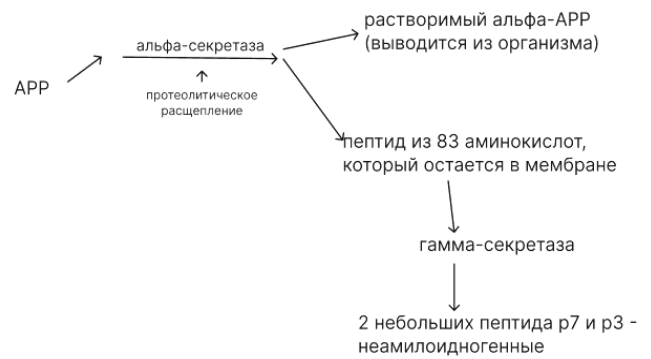 APP
альфа-секретаза
протеолитическое
расщепление
растворимый альфа-APP
(выводится из организма)
пептид из 83 аминокислот,
который остается в мембране
гамма-секретаза
2 небольших пептида p7 и p3 -
неамилоидногенные